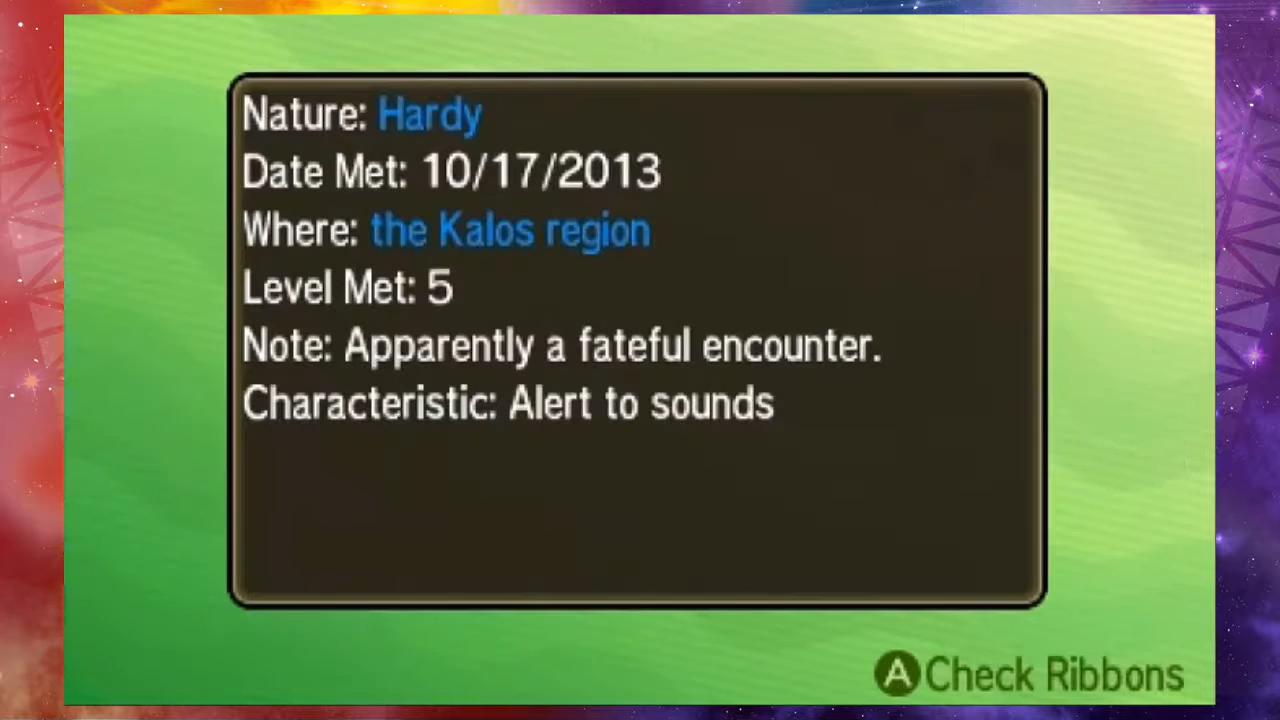 Nature: Hardy
Date Met: 10/17/2013
Where: the Kalos region
Level Met: 5
Note: Apparently a fateful encounter.
Characteristic: Alert to sounds
A Check Ribbons